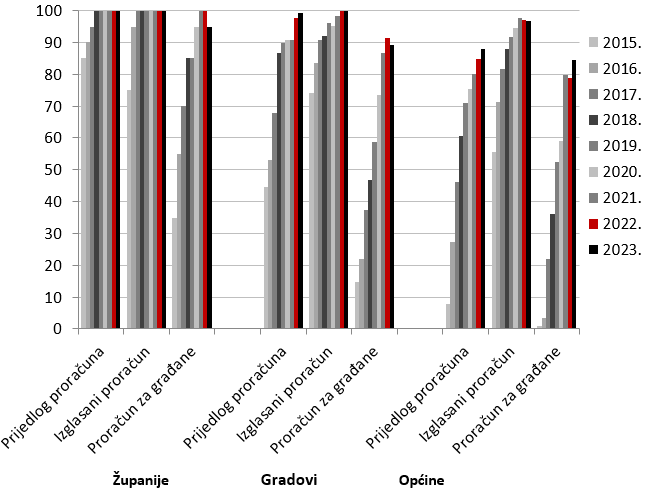 100
90
80
70
60
50
40
30
20
10
0
2015.
2016.
2017.
2018.
2019.
2020.
2021.
2022.
2023.
Prijedlog proračuna
Izglasani proračun
Proračun za građane
Prijedlog proračuna
Izglasani proračun
Proračun za građane
Prijedlog proračuna
Izglasani proračun
Proračun za građane
Županije
Gradovi
Općine